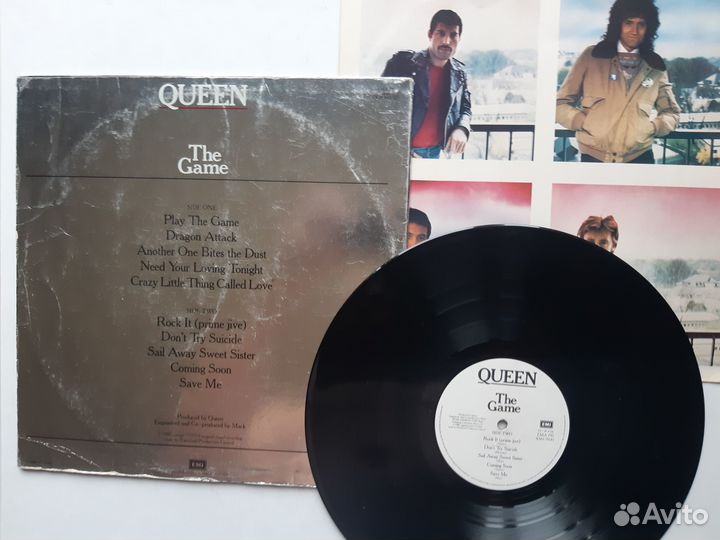 QUEEN
The
Game
SIDE ONE
Play The Game
Dragon Attack
Another One Bites the Dust
Need Your Loving Tonight
Crazy Little Thing Called Love
SIDE TWO
Rock It (prime jive)
Don't Try Suicide
Sail Away Sweet Sister
Coming Soon
Save Me
Produced by Queen
Engineered and Co-produced by Mack
EMI
QUEEN
The
Game
EMI
SIDE TWO
Rock It (prime jive)
Don't Try Suicide
Sail Away Sweet Sister
Coming Soon
Save Me
Avito